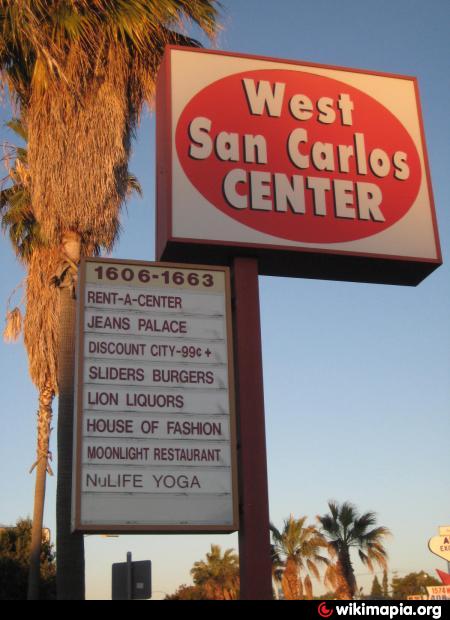 West
San Carlos
CENTER
1606-1663
RENT-A-CENTER
JEANS PALACE
DISCOUNT CITY-99¢+
SLIDERS BURGERS
LION LIQUORS
HOUSE OF FASHION
MOONLIGHT RESTAURANT
NuLIFE YOGA
wikimapia.org